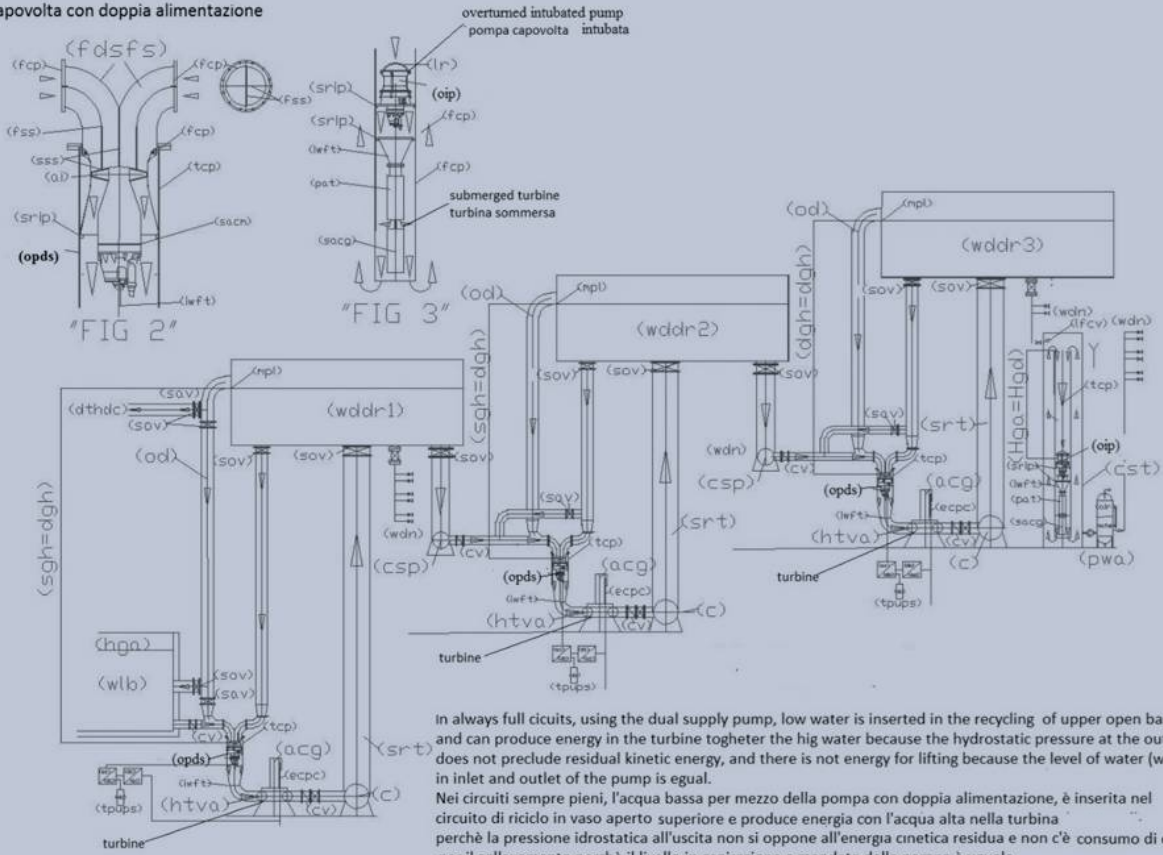 apovolta con doppia alimentazione
overturned intubated pump
pompa capovolta intubata
(fdsfs)
(fcp)
(fcp)
(fss)
(fss)
(fcp)
(sss)
(al)
(tcp)
(srlp)
(sacm)
(opds)
(lwft)
"FIG 2"
(lr)
(srlp)
(oip)
(srlp)
(fcp)
(lwft)
(fcp)
(pat)
submerged turbine
turbina sommersa
(sacg)
"FIG 3"
(od)
(mpl)
(wddr3)
(dgh=dgh)
(sov)
(sov)
(wdn)
(lfcv)
(wdn)
Y
(tcp)
(Hga=Hgd)
(sav)
(srt)
(oip)
(srlp)
(lwft)
(pat)
(sacg)
(cst)
(pwa)
(od)
(mpl)
(wddr2)
(sgh=dgh)
(sov)
(sov)
(sov)
(wdn)
(csp)
(cv)
(tcp)
(opds)
(acg)
(ecpc)
(lwft)
(htva)
(cv)
(c)
turbine
(tpups)
(sav)
(mpl)
(dthdc)
(sov)
(wddr1)
(od)
(sov)
(sov)
(sov)
(wdn)
(csp)
(cv)
(sav)
(srt)
(tcp)
(opds)
(acg)
(ecpc)
(lwft)
(htva)
(cv)
(c)
turbine
(tpups)
(sgh=dgh)
(hga)
(wlb)
(sov)
(sav)
(cv)
(tcp)
(opds)
(acg)
(ecpc)
(srt)
(lwft)
(htva)
(cv)
(c)
(tpups)
turbine
In always full cicuits, using the dual supply pump, low water is inserted in the recycling of upper open ba
and can produce energy in the turbine togheter the hig water because the hydrostatic pressure at the ou
does not preclude residual kinetic energy, and there is not energy for lifting because the level of water (w
in inlet and outlet of the pump is egual.
Nei circuiti sempre pieni, l'acqua bassa per mezzo della pompa con doppia alimentazione, è inserita nel
circuito di riciclo in vaso aperto superiore e produce energia con l'acqua alta nella turbina
perchè la pressione idrostatica all'uscita non si oppone all'energia cinetica residua e non c'è consumo di